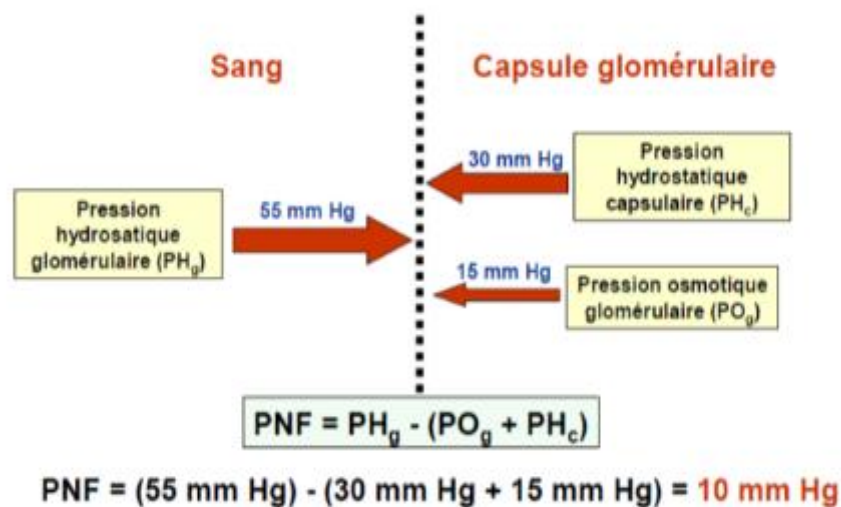 Sang
Capsule glomérulaire
30 mm Hg
Pression
hydrostatique
capsulaire (PHc)
Pression
hydrosatique
glomérulaire (PHg)
55 mm Hg
15 mm Hg
Pression osmotique
glomérulaire (POg)
PNF = PHg - (POg + PHc)
PNF = (55 mm Hg) - (30 mm Hg + 15 mm Hg) = 10 mm Hg